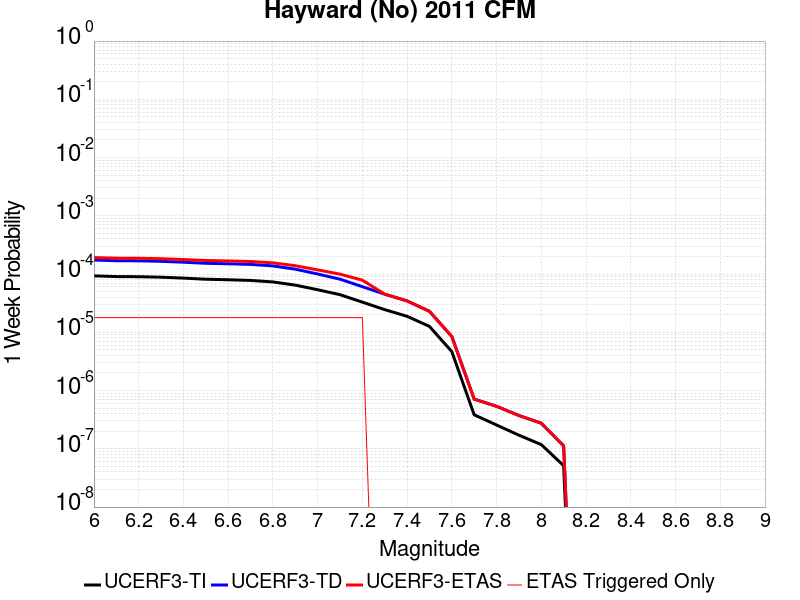 Hayward (No) 2011 CFM
10^0
10^-1
10^-2
10^-3
10^-4
10^-5
10^-6
10^-7
10^-8
1 Week Probability
6 6.2 6.4 6.6 6.8 7 7.2 7.4 7.6 7.8 8 8.2 8.4 8.6 8.8 9
Magnitude
UCERF3-TI UCERF3-TD UCERF3-ETAS ETAS Triggered Only